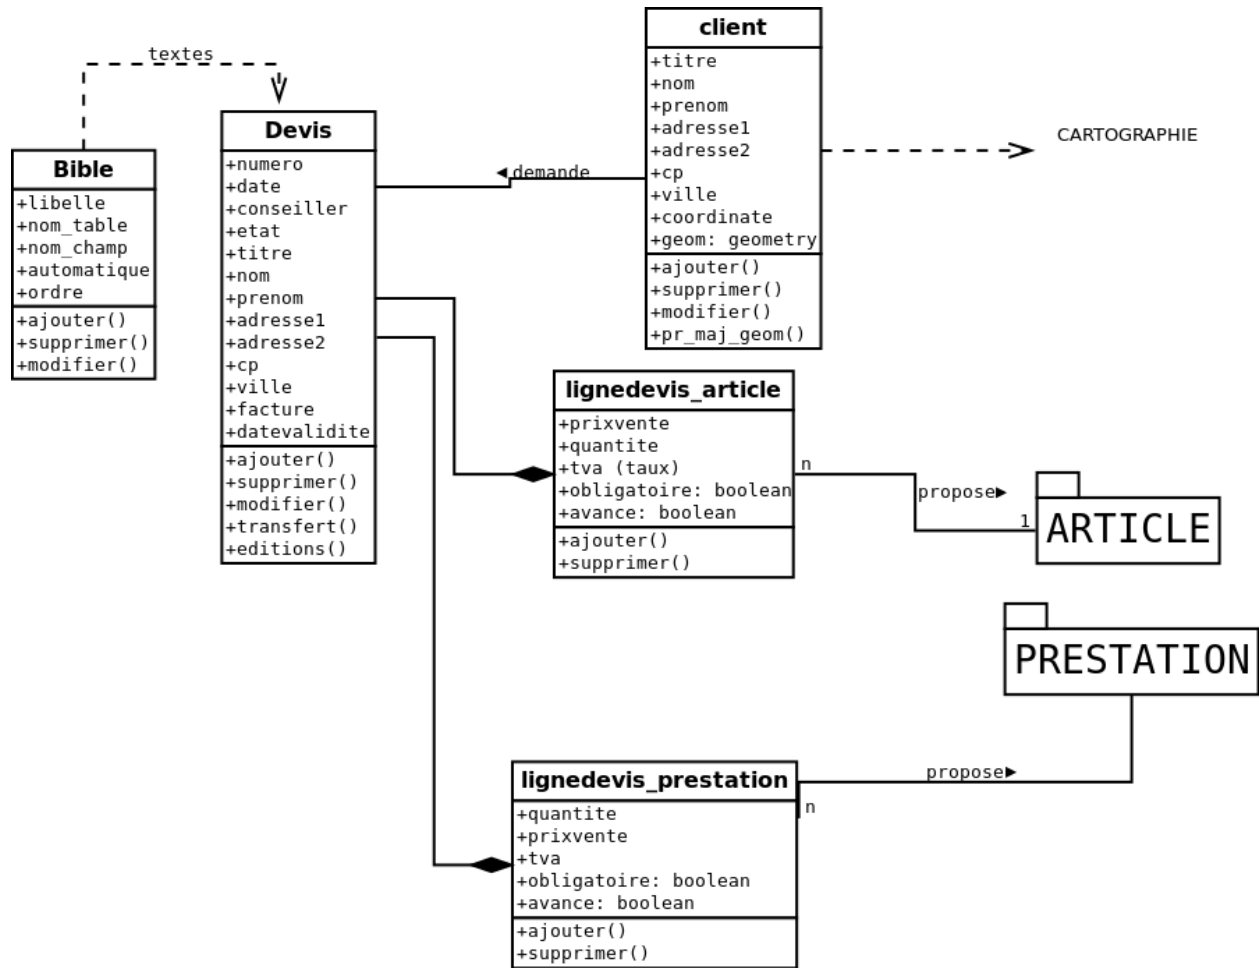 textes
Bible
+libelle
+nom_table
+nom_champ
+automatique
+ordre
+ajouter()
+supprimer()
+modifier()
Devis
+numero
+date
+conseiller
+etat
+titre
+nom
+prenom
+adresse1
+adresse2
+cp
+ville
+facture
+datevalidite
+ajouter()
+supprimer()
+modifier()
+transfert()
+editions()
◀demande
client
+titre
+nom
+prenom
+adresse1
+adresse2
+cp
+ville
+coordinate
+geom: geometry
+ajouter()
+supprimer()
+modifier()
+pr_maj_geom()
CARTOGRAPHIE
lignedevis_article
+prixvente
+quantite
+tva (taux)
+obligatoire: boolean
+avance: boolean
+ajouter()
+supprimer()
n
propose▶
1
ARTICLE
PRESTATION
propose▶
n
lignedevis_prestation
+quantite
+prixvente
+tva
+obligatoire: boolean
+avance: boolean
+ajouter()
+supprimer()